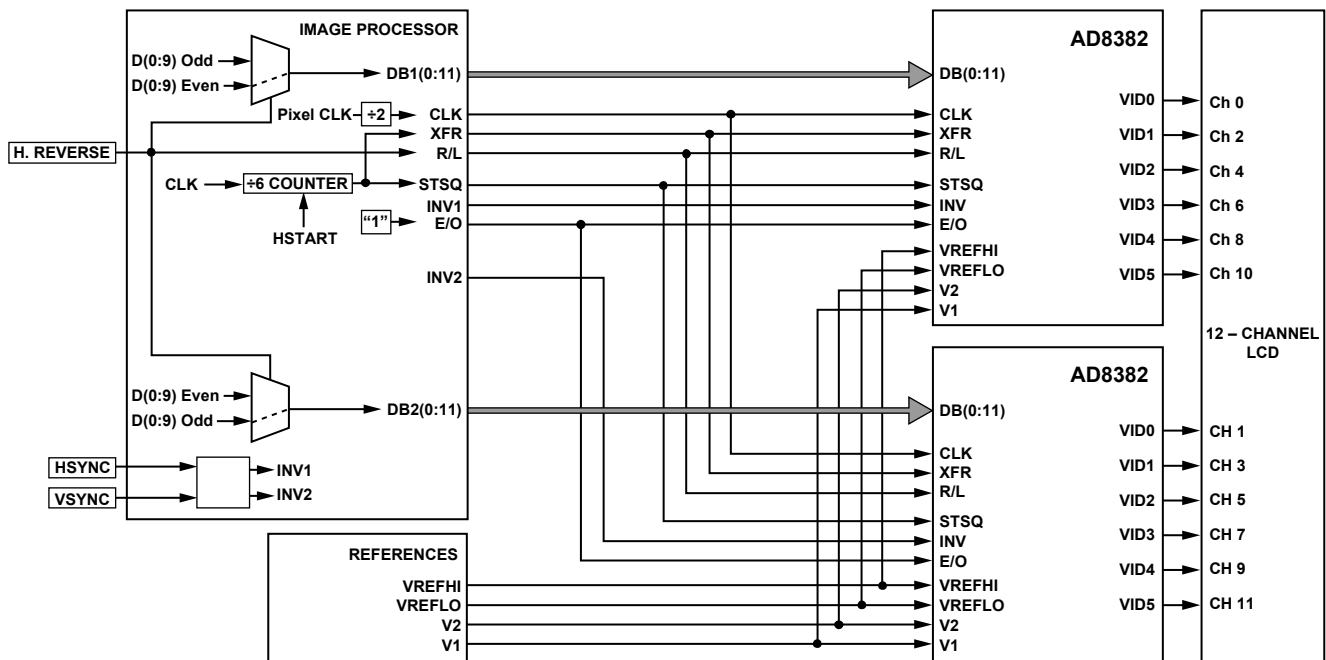 IMAGE PROCESSOR
D(0:9) Odd
D(0:9) Even
DB1(0:11)
Pixel CLK
÷2
CLK
XFR
R/L
H. REVERSE
CLK
÷6 COUNTER
STSQ
INV1
"1"
E/O
HSTART
INV2
D(0:9) Even
D(0:9) Odd
DB2(0:11)
HSYNC
VSYNC
INV1
INV2
REFERENCES
VREFHI
VREFLO
V2
V1
AD8382
DB(0:11)
CLK
XFR
R/L
STSQ
INV
E/O
VREFHI
VREFLO
V2
V1
VID0
VID1
VID2
VID3
VID4
VID5
AD8382
DB(0:11)
CLK
XFR
R/L
STSQ
INV
E/O
VREFHI
VREFLO
V2
V1
VID0
VID1
VID2
VID3
VID4
VID5
Ch 0
Ch 2
Ch 4
Ch 6
Ch 8
Ch 10
12 – CHANNEL
LCD
CH 1
CH 3
CH 5
CH 7
CH 9
CH 11